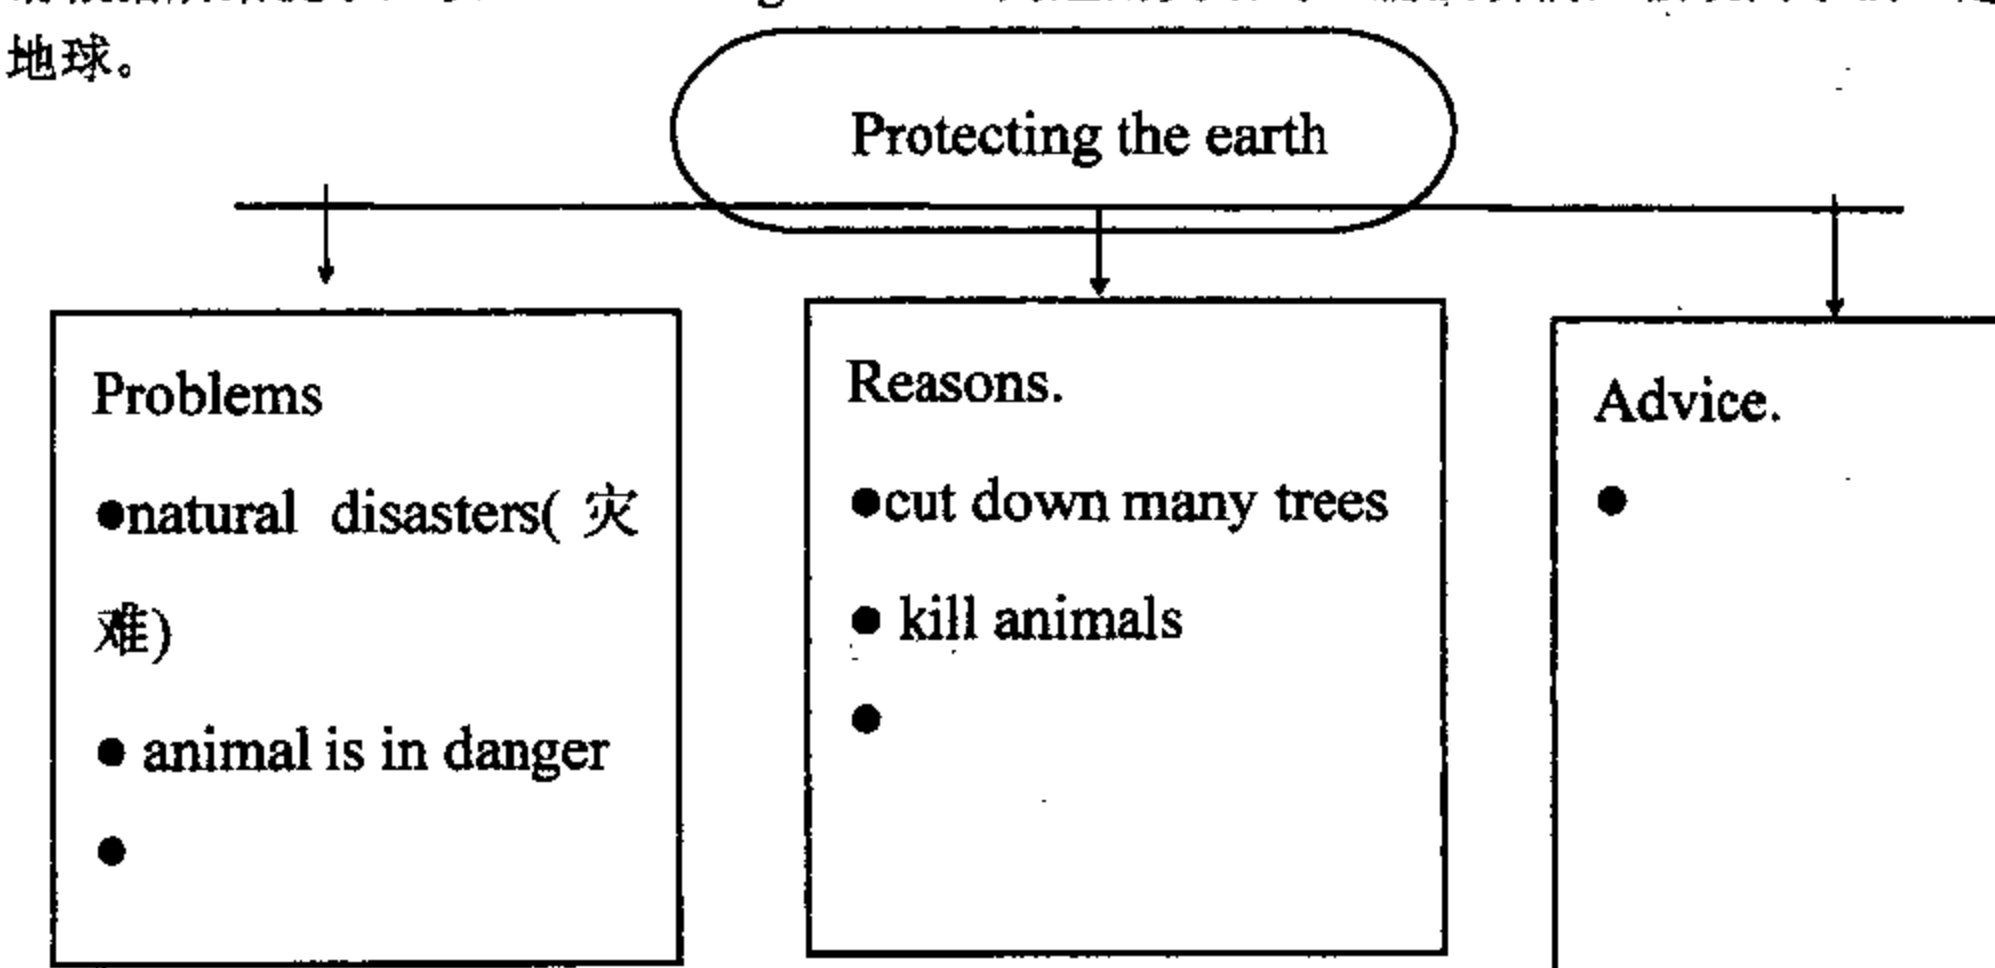 地球。
Protecting the earth
Problems
●natural disasters( 灾
难)
● animal is in danger
●
Reasons.
●cut down many trees
● kill animals
●
Advice.
●